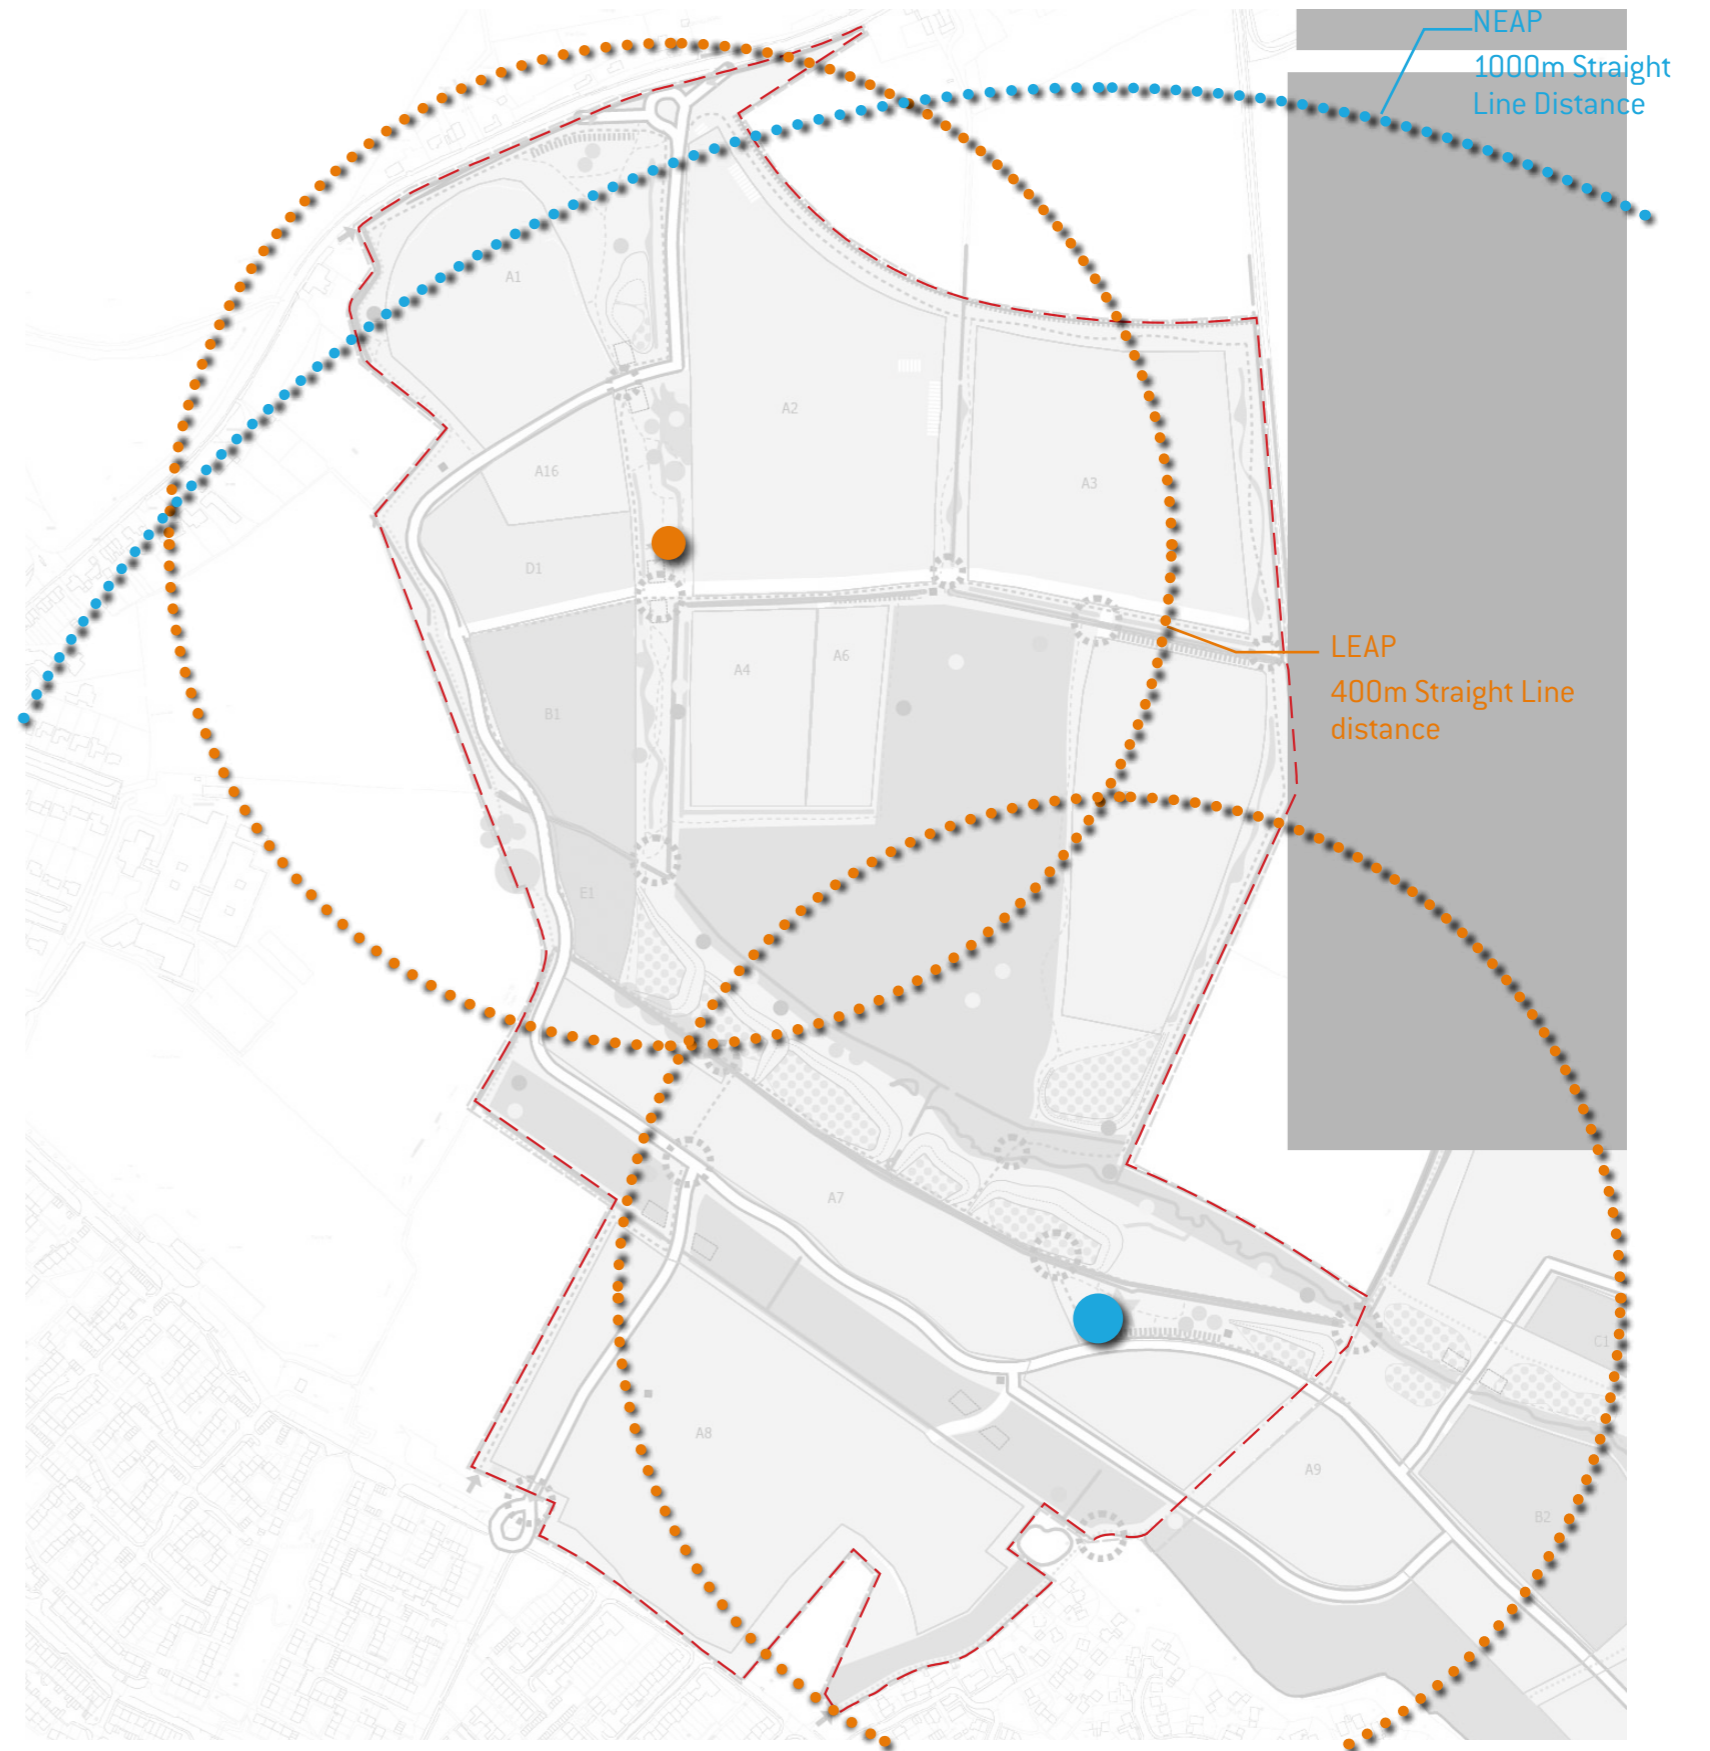 NEAP
1000m Straight
Line Distance
A1
A2
A16
A3
D1
LEAP
400m Straight Line
distance
A4
A6
B1
E1
A7
C1
A8
A9
B2